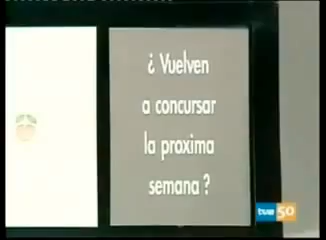 ¿ Vuelven
a concursar
la proxima
semana ?
tve 50